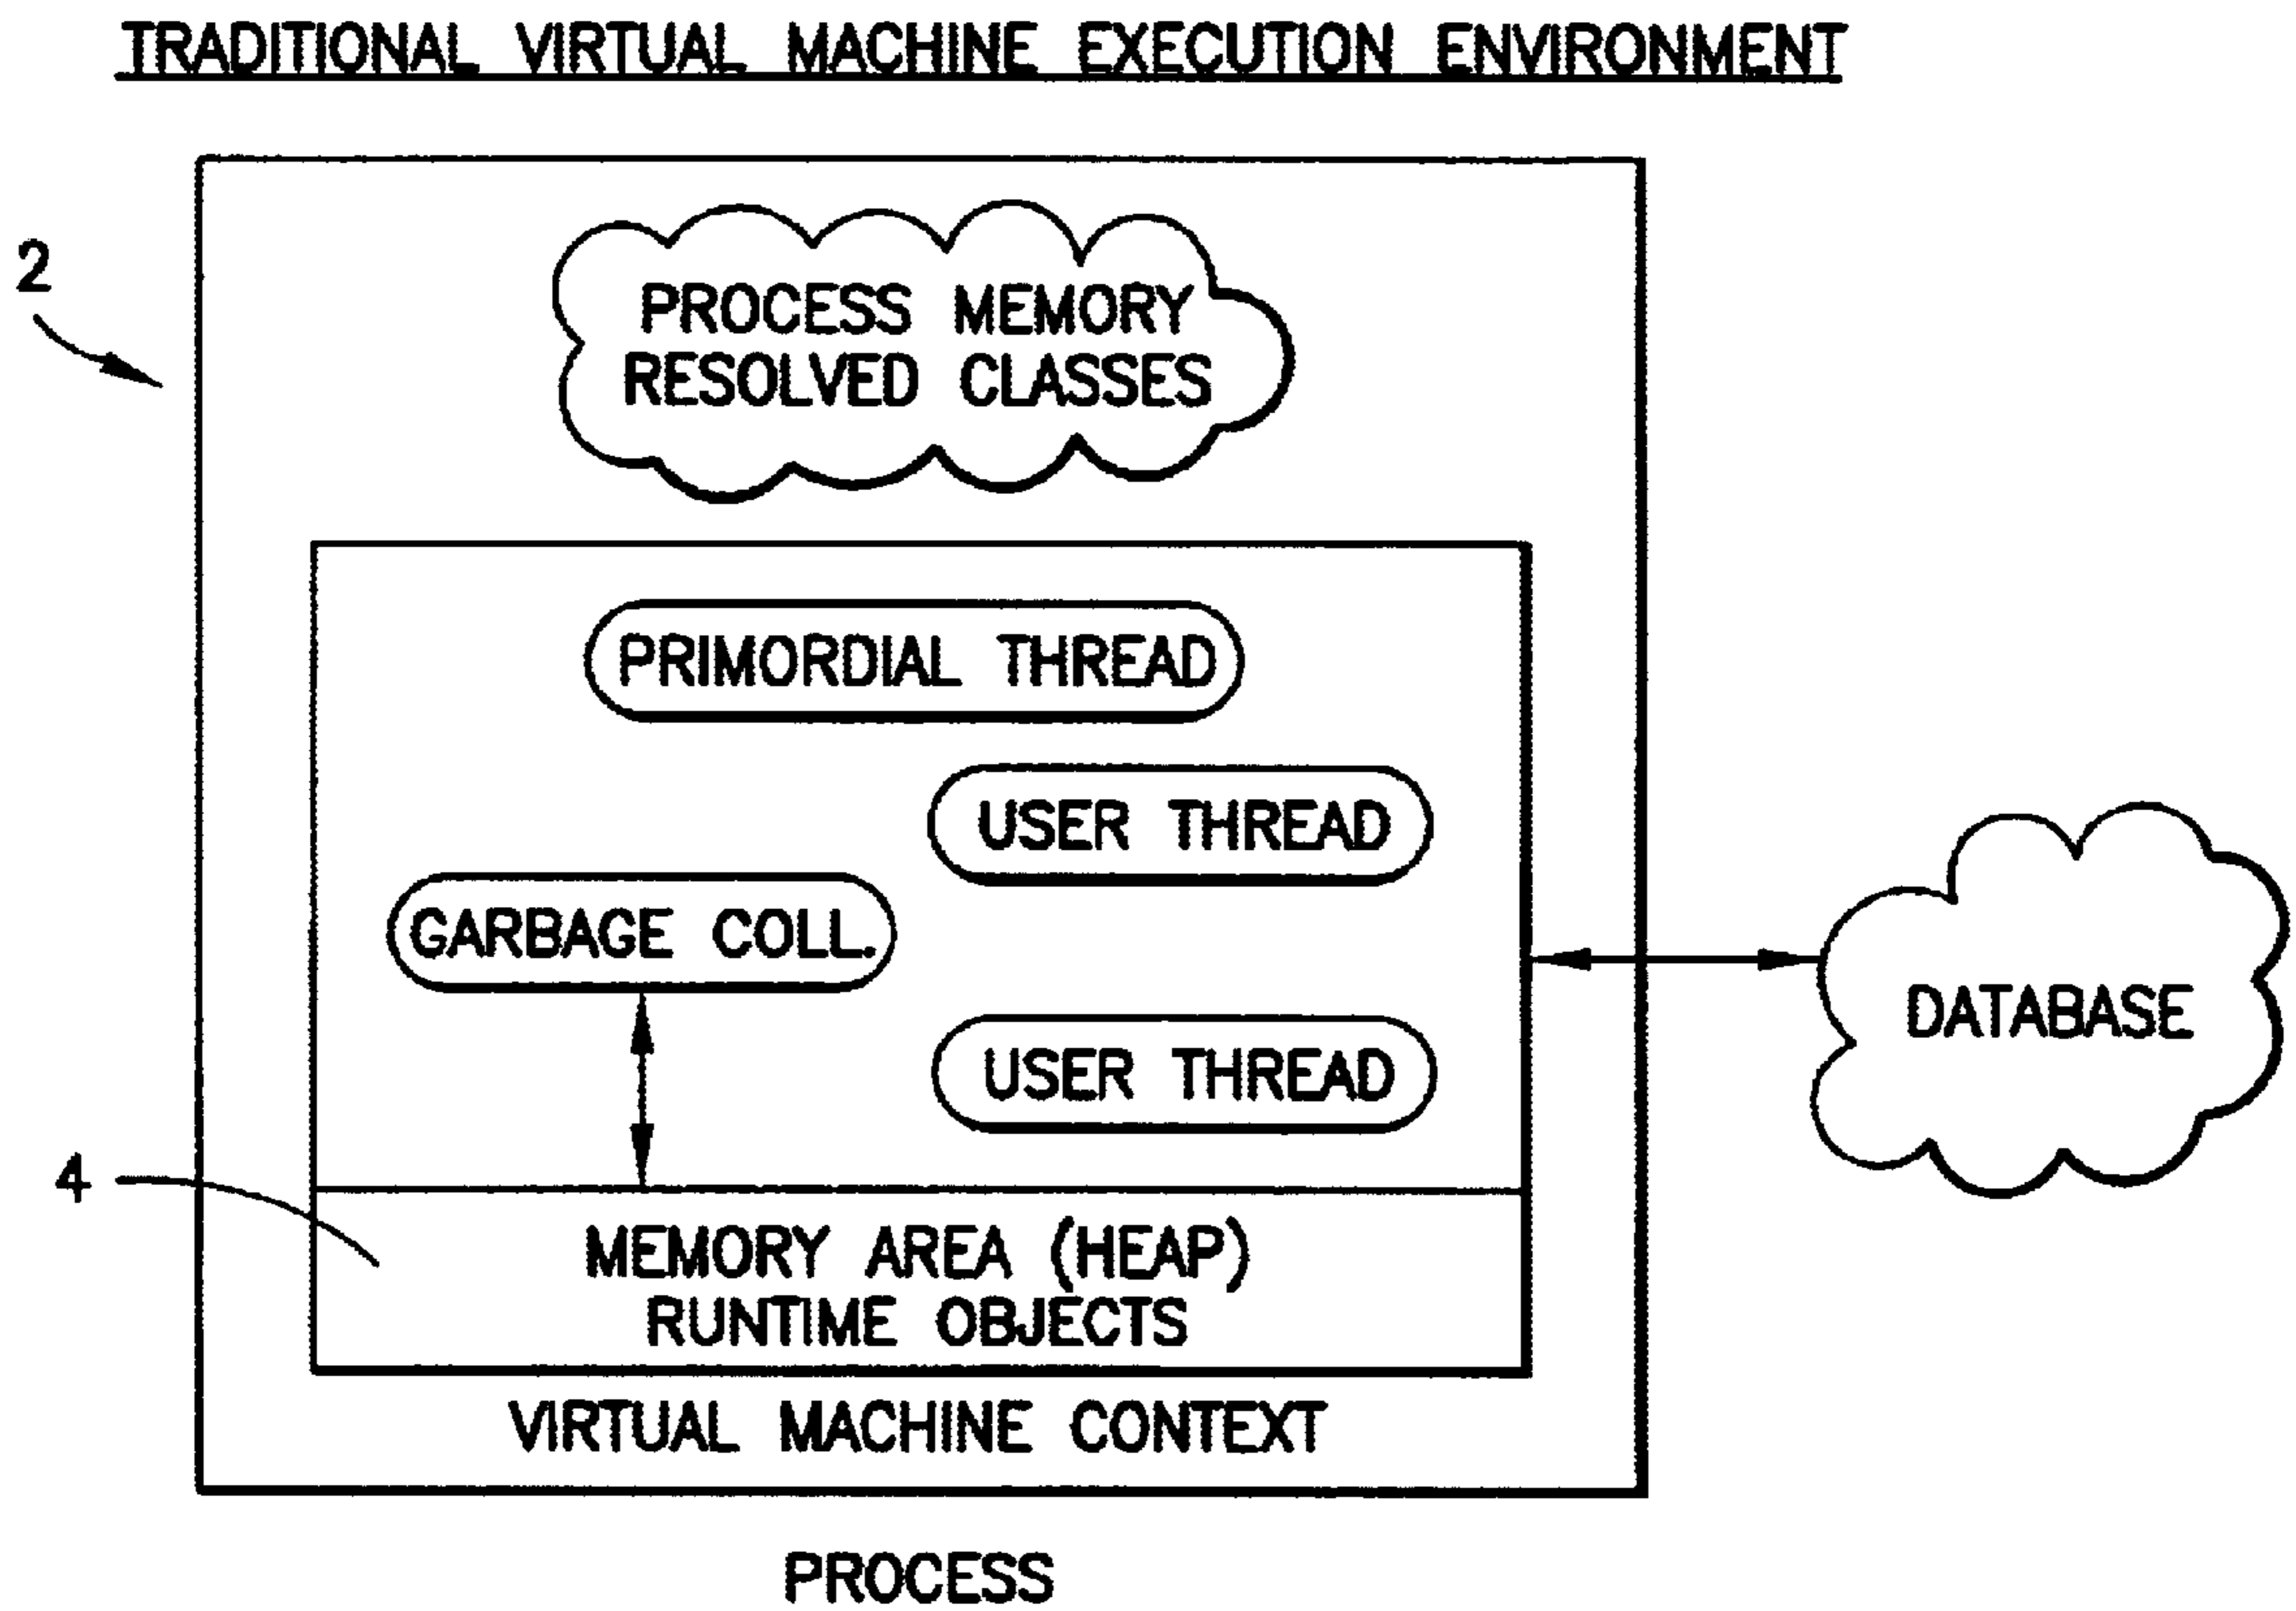 TRADITIONAL VIRTUAL MACHINE EXECUTION ENVIRONMENT
2
PROCESS MEMORY
RESOLVED CLASSES
PRIMORDIAL THREAD
USER THREAD
GARBAGE COLL.
DATABASE
USER THREAD
4
MEMORY AREA (HEAP)
RUNTIME OBJECTS
VIRTUAL MACHINE CONTEXT
PROCESS